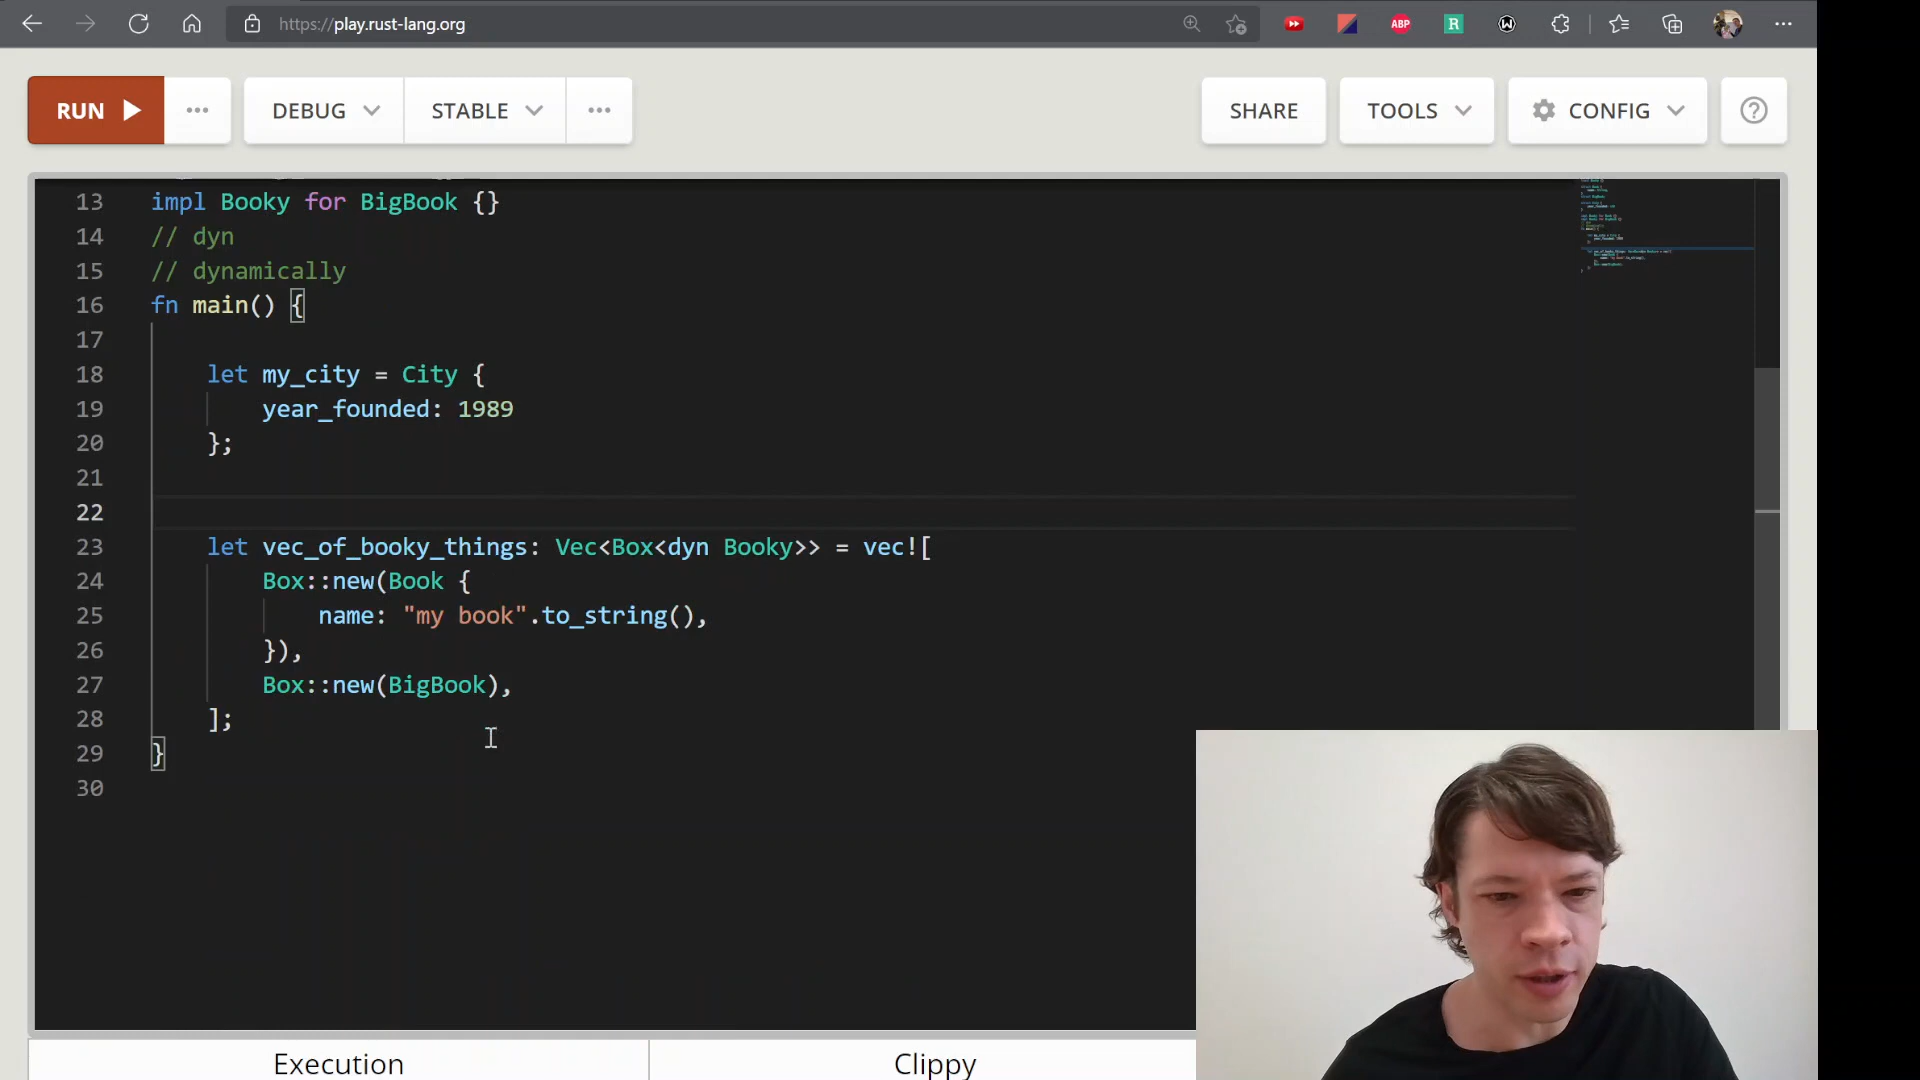 https://play.rust-lang.org
ABP
R
RUN
DEBUG
STABLE
SHARE
TOOLS
CONFIG
13 impl Booky for BigBook {}
14 // dyn
15 // dynamically
16 fn main() {
17
18 let my_city = City {
19 year_founded: 1989
20 };
21
22
23 let vec_of_booky_things: Vec<Box<dyn Booky>> = vec![
24 Box::new(Book {
25 name: "my book".to_string(),
26 }),
27 Box::new(BigBook),
28 ];
29 }
30
Execution
Clippy